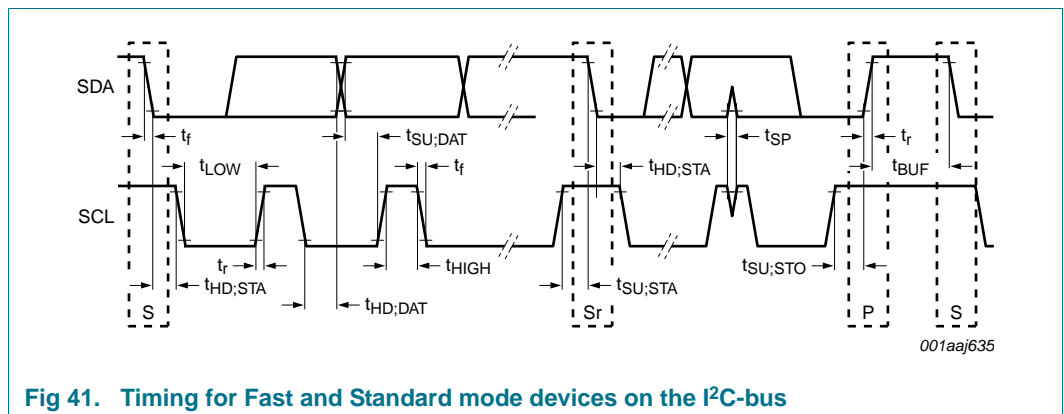 SDA
t_f
t_SU;DAT
t_SP
t_r
t_LOW
t_f
t_HD;STA
t_BUF
SCL
t_r
t_HIGH
t_SU;STO
t_HD;STA
t_HD;DAT
t_SU;STA
S
Sr
P
S
001aaj635
Fig 41. Timing for Fast and Standard mode devices on the I²C-bus